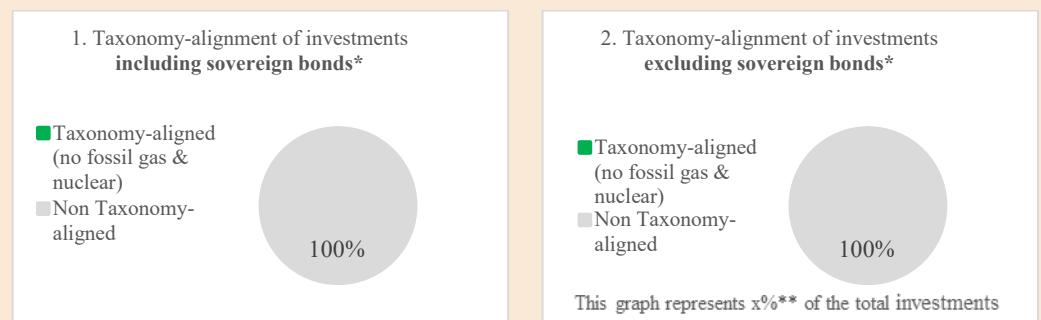 1. Taxonomy-alignment of investments
including sovereign bonds*
Taxonomy-aligned
(no fossil gas &
nuclear)
Non Taxonomy-
aligned
100%
2. Taxonomy-alignment of investments
excluding sovereign bonds*
Taxonomy-aligned
(no fossil gas &
nuclear)
Non Taxonomy-
aligned
100%
This graph represents x%** of the total investments